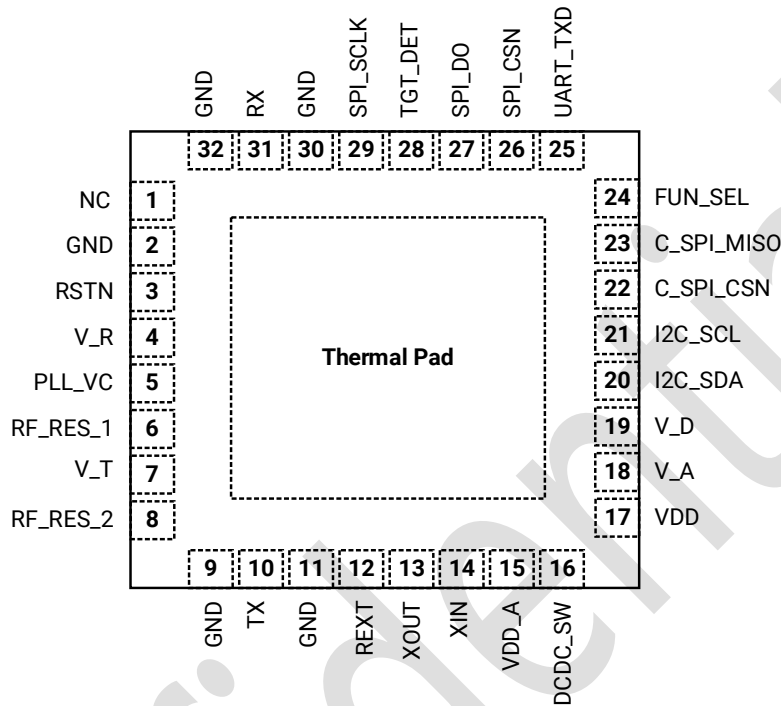 GND RX GND SPI_SCLK TGT_DET SPI_DO SPI_CSN UART_TXD
32 31 30 29 28 27 26 25
NC 1 24 FUN_SEL
GND 2 23 C_SPI_MISO
RSTN 3 22 C_SPI_CSN
V_R 4 21 I2C_SCL
PLL_VC 5 Thermal Pad 20 I2C_SDA
RF_RES_1 6 19 V_D
V_T 7 18 V_A
RF_RES_2 8 17 VDD
9 10 11 12 13 14 15 16
GND TX GND REXT XOUT XIN VDD_A DCDC_SW